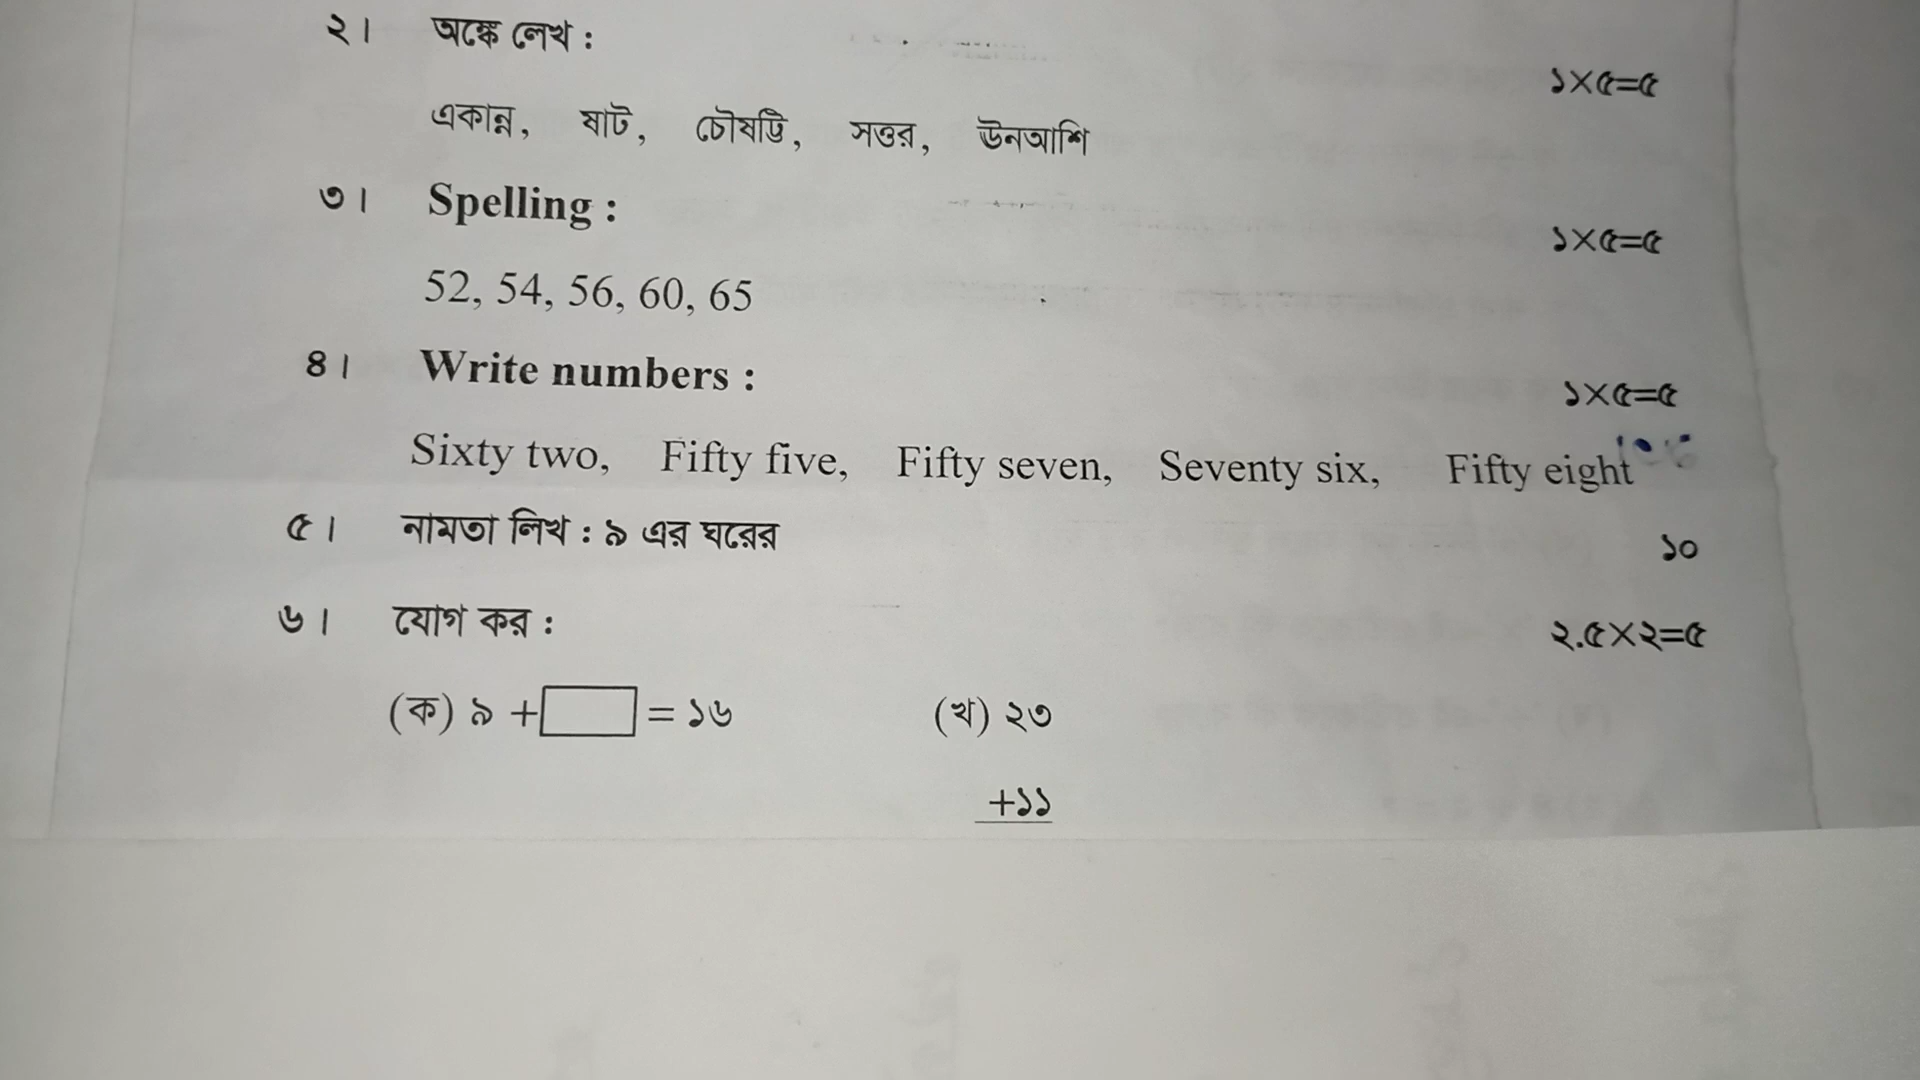 ২। অঙ্কে লেখ :
১×৫=৫
একান্ন, ষাট, চৌষট্টি, সত্তর, ঊনআশি
৩। Spelling :
১×৫=৫
52, 54, 56, 60, 65
৪। Write numbers :
১×৫=৫
Sixty two, Fifty five, Fifty seven, Seventy six, Fifty eight
৫। নামতা লিখ : ৯ এর ঘরের ১০
৬। যোগ কর : ২.৫×২=৫
(ক) ৯ + = ১৬ (খ) ২৩
+১১